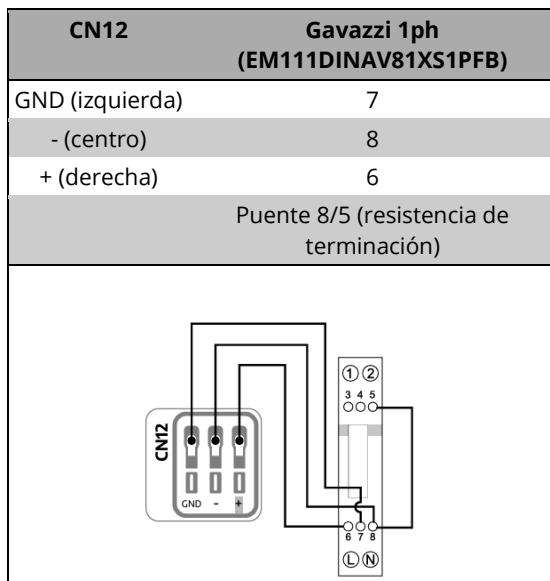 CN12
Gavazzi 1ph
(EM111DINAV81XS1PFB)
GND (izquierda)
7
- (centro)
8
+ (derecha)
6
Puente 8/5 (resistencia de
terminación)
1 2
3 4 5
CN12
GND - +
6 7 8
L N